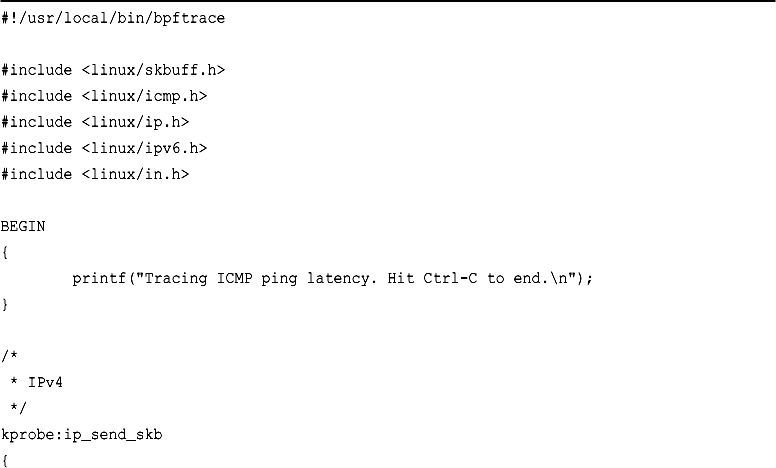 #!/usr/local/bin/bpftrace

#include <linux/skbuff.h>
#include <linux/icmp.h>
#include <linux/ip.h>
#include <linux/ipv6.h>
#include <linux/in.h>

BEGIN
{
        printf("Tracing ICMP ping latency. Hit Ctrl-C to end.\n");
}

/*
 * IPv4
 */
kprobe:ip_send_skb
{